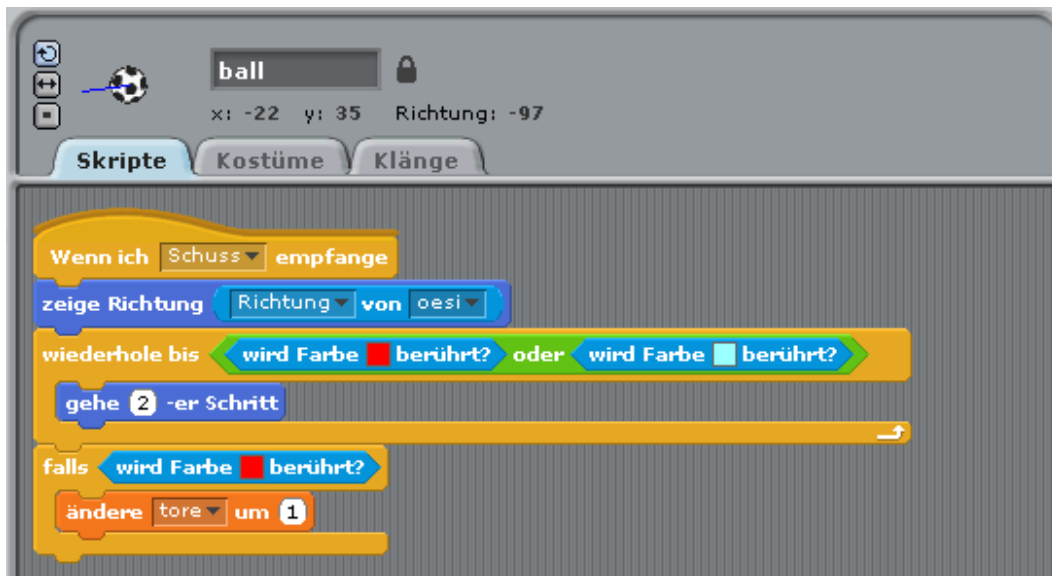 ball
x: -22 y: 35 Richtung: -97
Skripte Kostüme Klänge
Wenn ich Schuss empfange
zeige Richtung Richtung von oesi
wiederhole bis wird Farbe berührt? oder wird Farbe berührt?
gehe 2 -er Schritt
falls wird Farbe berührt?
ändere tore um 1